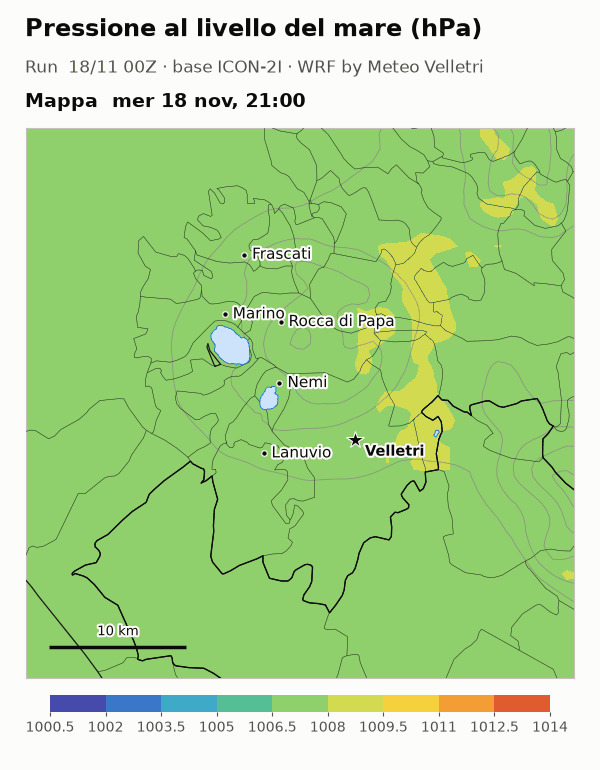 Pressione al livello del mare (hPa)
Run  18/11 00Z · base ICON-2I · WRF by Meteo Velletri
Mappa  mer 18 nov, 21:00
Frascati
Marino
Rocca di Papa
Nemi
Velletri
Lanuvio
10 km
1000.5 1002 1003.5 1005 1006.5 1008 1009.5 1011 1012.5 1014